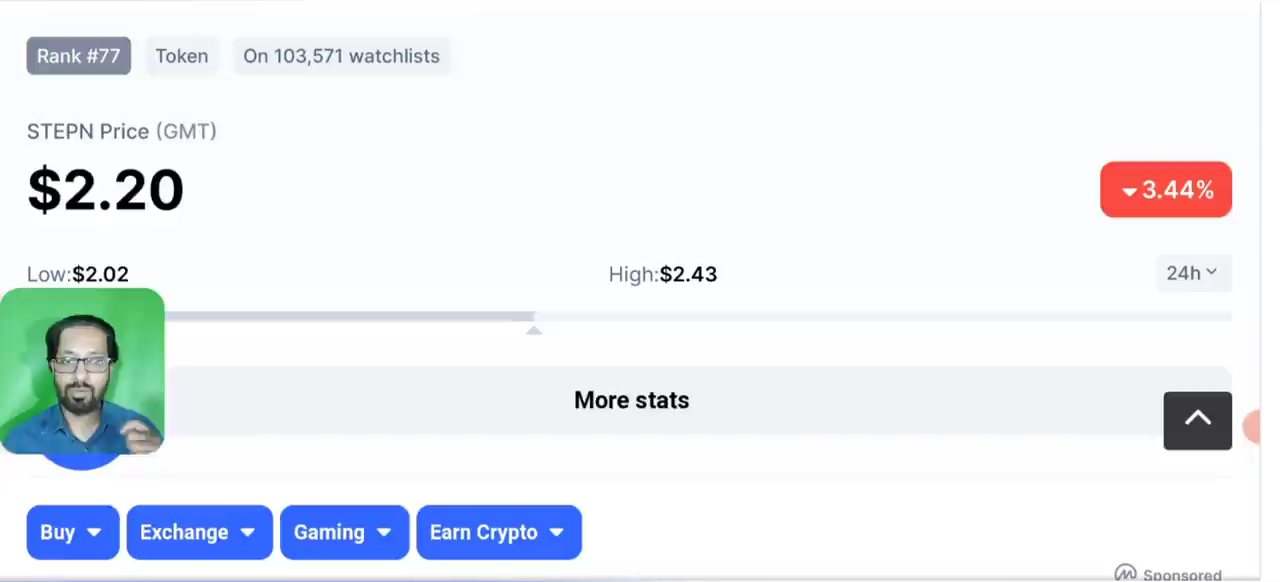 Rank #77 Token On 103,571 watchlists
STEPN Price (GMT)
$2.20 3.44%
Low:$2.02 High:$2.43 24h
More stats
Buy Exchange Gaming Earn Crypto
Sponsored